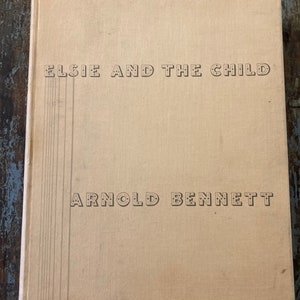 ELSIE AND THE CHILD
ARNOLD BENNETT